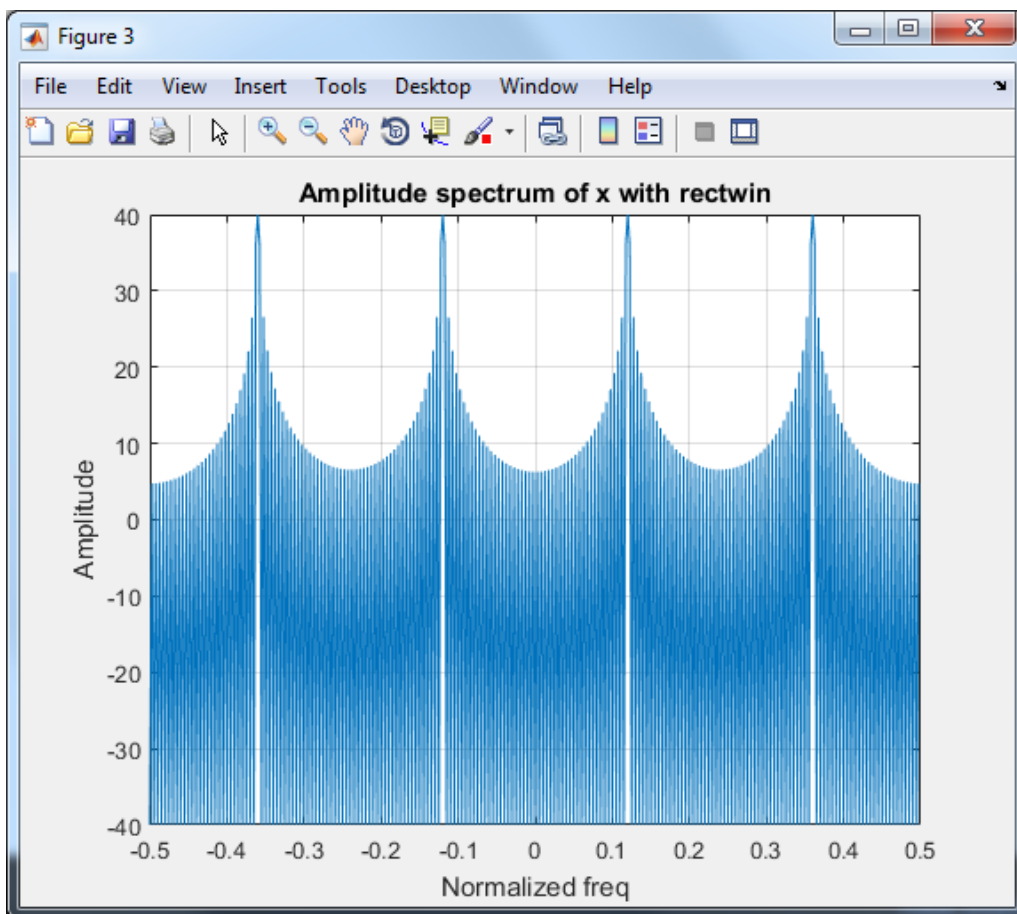 Figure 3
File Edit View Insert Tools Desktop Window Help
Amplitude spectrum of x with rectwin
40
30
20
10
0
-10
-20
-30
-40
Amplitude
-0.5 -0.4 -0.3 -0.2 -0.1 0 0.1 0.2 0.3 0.4 0.5
Normalized freq